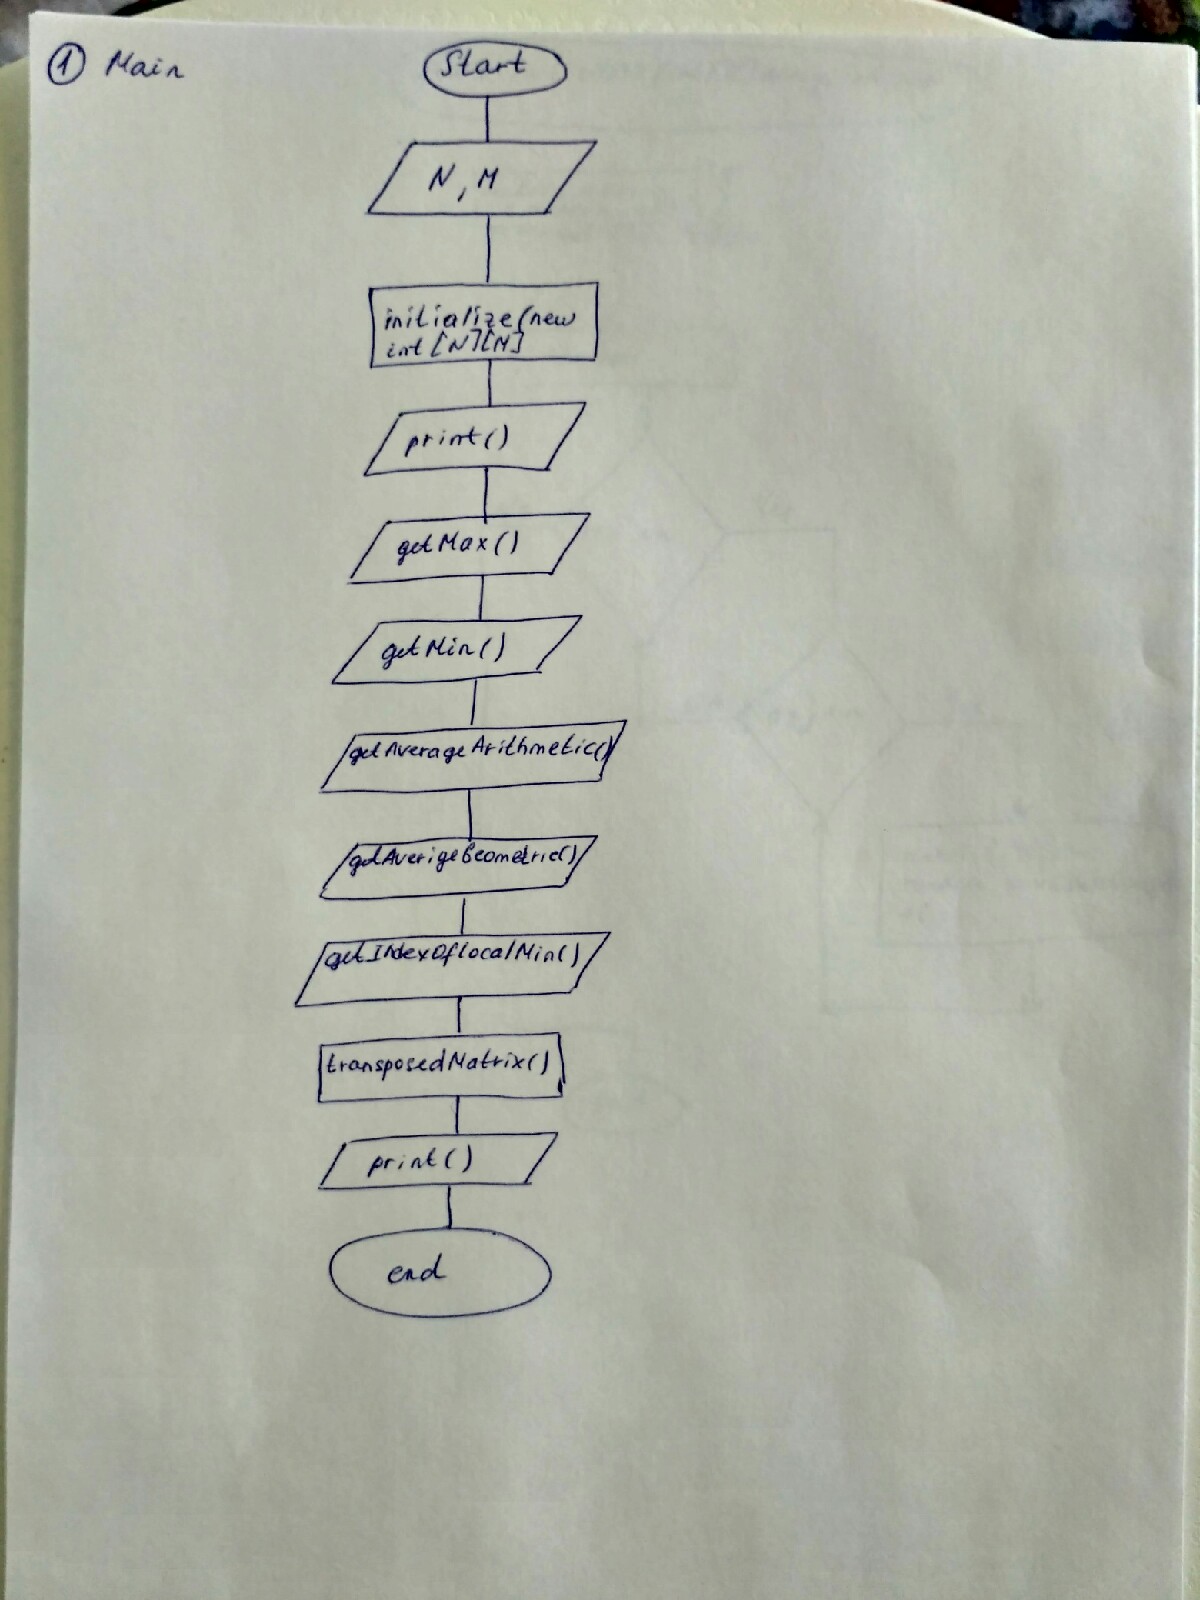 ① Main
Start
N, M
initialize(new
int[N][M]
print()
getMax()
getMin()
getAverageArithmetic()
getAverigeGeometric()
getIndexOflocalMin()
transposedMatrix()
print()
end